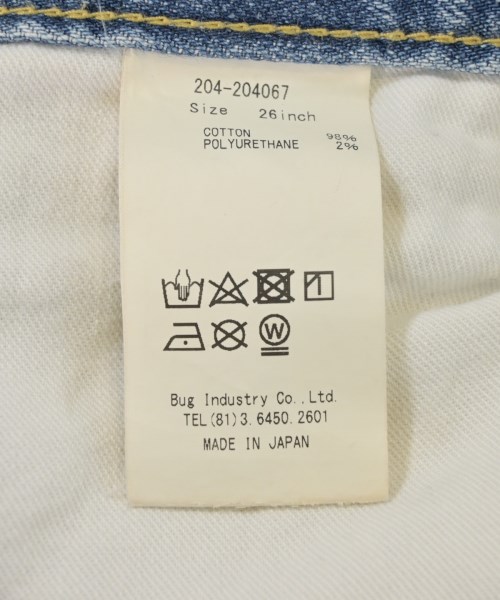 204-204067
Size 26inch
COTTON 98%
POLYURETHANE 2%
W
Bug Industry Co., Ltd.
TEL(81)3.6450.2601
MADE IN JAPAN